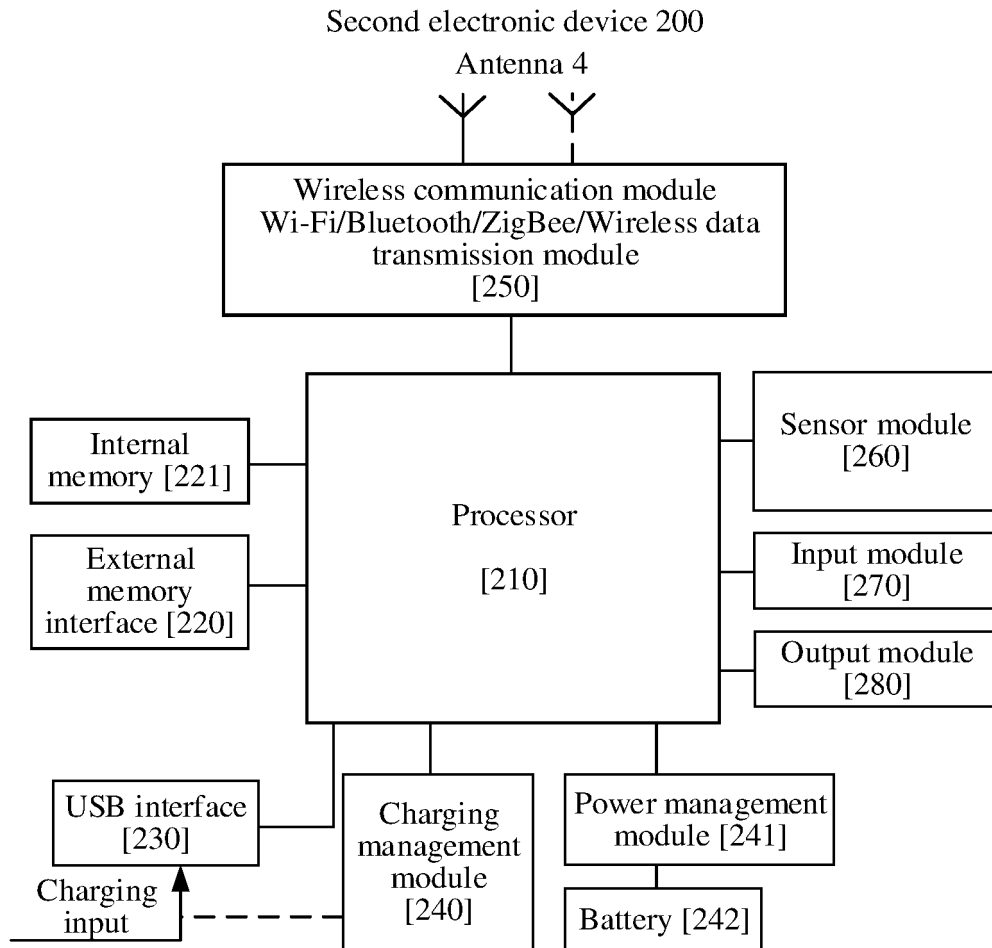 Second electronic device 200
Antenna 4
Wireless communication module
Wi-Fi/Bluetooth/ZigBee/Wireless data
transmission module
[250]
Internal
memory [221]
External
memory
interface [220]
Processor
[210]
Sensor module
[260]
Input module
[270]
Output module
[280]
USB interface
[230]
Charging
input
Charging
management
module
[240]
Power management
module [241]
Battery [242]